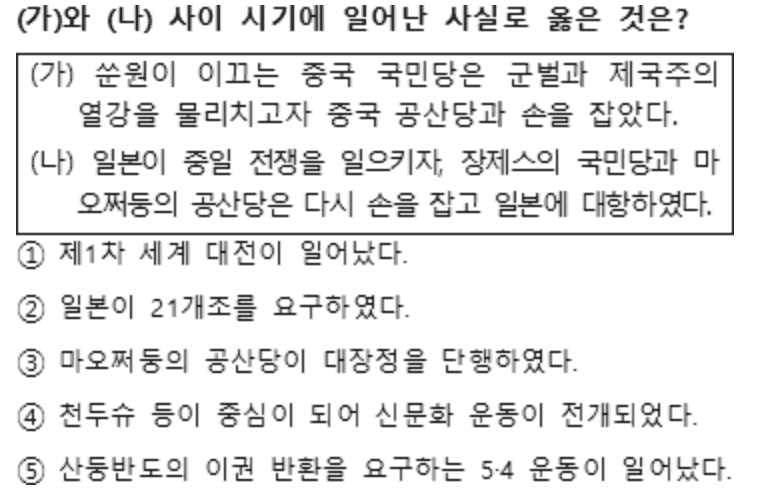 (가)와 (나) 사이 시기에 일어난 사실로 옳은 것은?
(가) 쑨원이 이끄는 중국 국민당은 군벌과 제국주의
열강을 물리치고자 중국 공산당과 손을 잡았다.
(나) 일본이 중일 전쟁을 일으키자, 장제스의 국민당과 마
오쩌둥의 공산당은 다시 손을 잡고 일본에 대항하였다.
① 제1차 세계 대전이 일어났다.
② 일본이 21개조를 요구하였다.
③ 마오쩌둥의 공산당이 대장정을 단행하였다.
④ 천두슈 등이 중심이 되어 신문화 운동이 전개되었다.
⑤ 산둥반도의 이권 반환을 요구하는 5·4 운동이 일어났다.